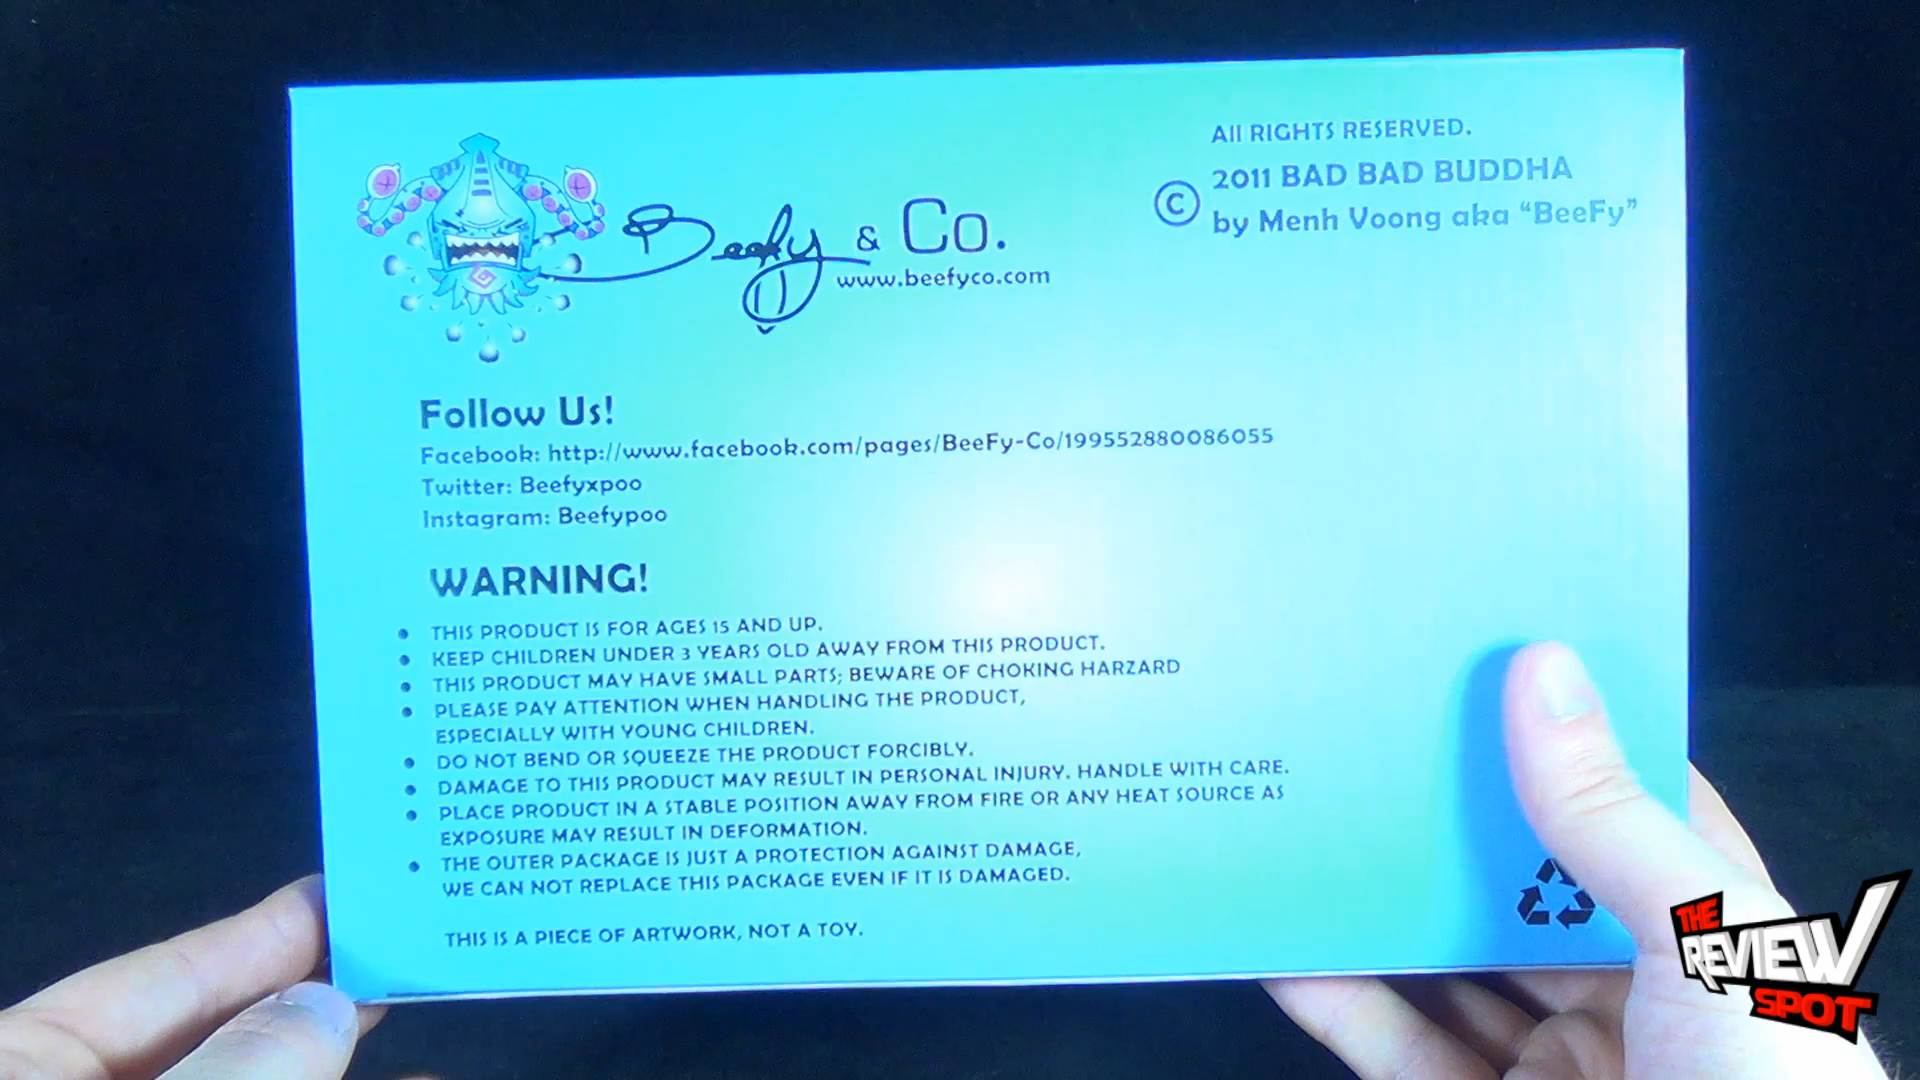 Beefy & Co.
www.beefyco.com
All RIGHTS RESERVED.
© 2011 BAD BAD BUDDHA
by Menh Voong aka “BeeFy”
Follow Us!
Facebook: http://www.facebook.com/pages/BeeFy-Co/199552880086055
Twitter: Beefyxpoo
Instagram: Beefypoo
WARNING!
• THIS PRODUCT IS FOR AGES 15 AND UP.
• KEEP CHILDREN UNDER 3 YEARS OLD AWAY FROM THIS PRODUCT.
• THIS PRODUCT MAY HAVE SMALL PARTS; BEWARE OF CHOKING HARZARD
• PLEASE PAY ATTENTION WHEN HANDLING THE PRODUCT,
ESPECIALLY WITH YOUNG CHILDREN.
• DO NOT BEND OR SQUEEZE THE PRODUCT FORCIBLY.
• DAMAGE TO THIS PRODUCT MAY RESULT IN PERSONAL INJURY. HANDLE WITH CARE.
• PLACE PRODUCT IN A STABLE POSITION AWAY FROM FIRE OR ANY HEAT SOURCE AS
EXPOSURE MAY RESULT IN DEFORMATION.
• THE OUTER PACKAGE IS JUST A PROTECTION AGAINST DAMAGE,
WE CAN NOT REPLACE THIS PACKAGE EVEN IF IT IS DAMAGED.
THIS IS A PIECE OF ARTWORK, NOT A TOY.
THE
REVIEW
SPOT